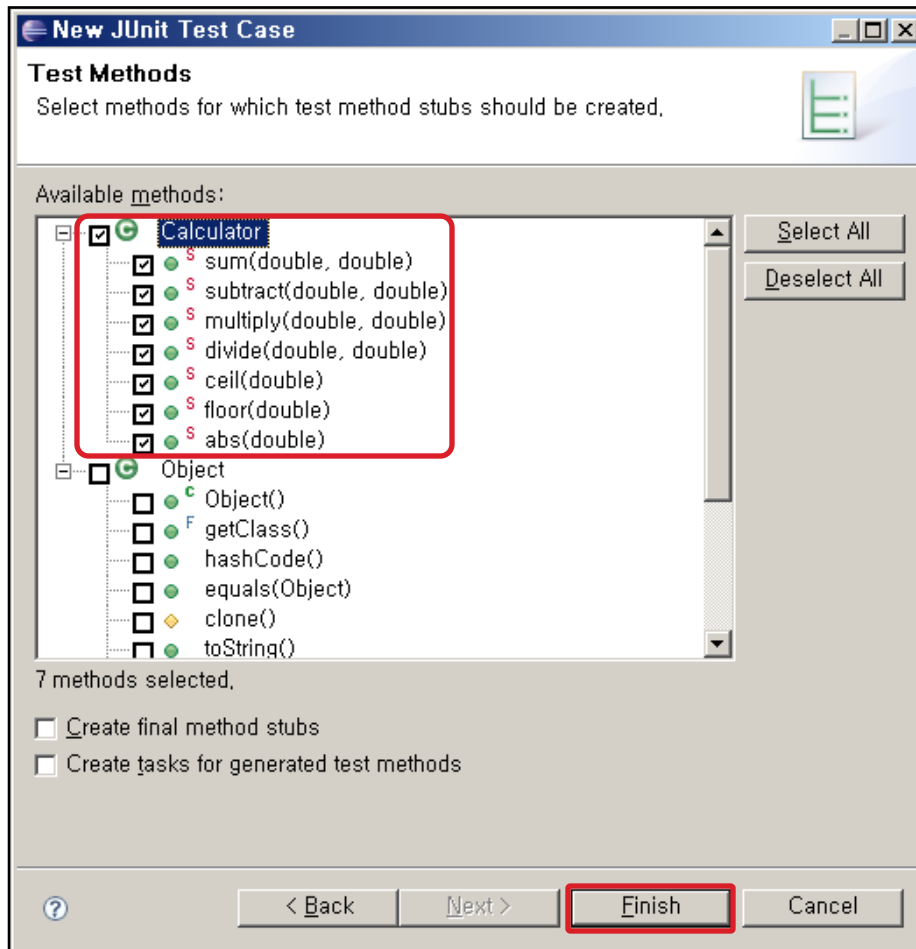 New JUnit Test Case
Test Methods
Select methods for which test method stubs should be created.
Available methods:
Calculator
S sum(double, double)
S subtract(double, double)
S multiply(double, double)
S divide(double, double)
S ceil(double)
S floor(double)
S abs(double)
Object
C Object()
F getClass()
hashCode()
equals(Object)
clone()
toString()
Select All
Deselect All
7 methods selected.
Create final method stubs
Create tasks for generated test methods
< Back
Next >
Finish
Cancel